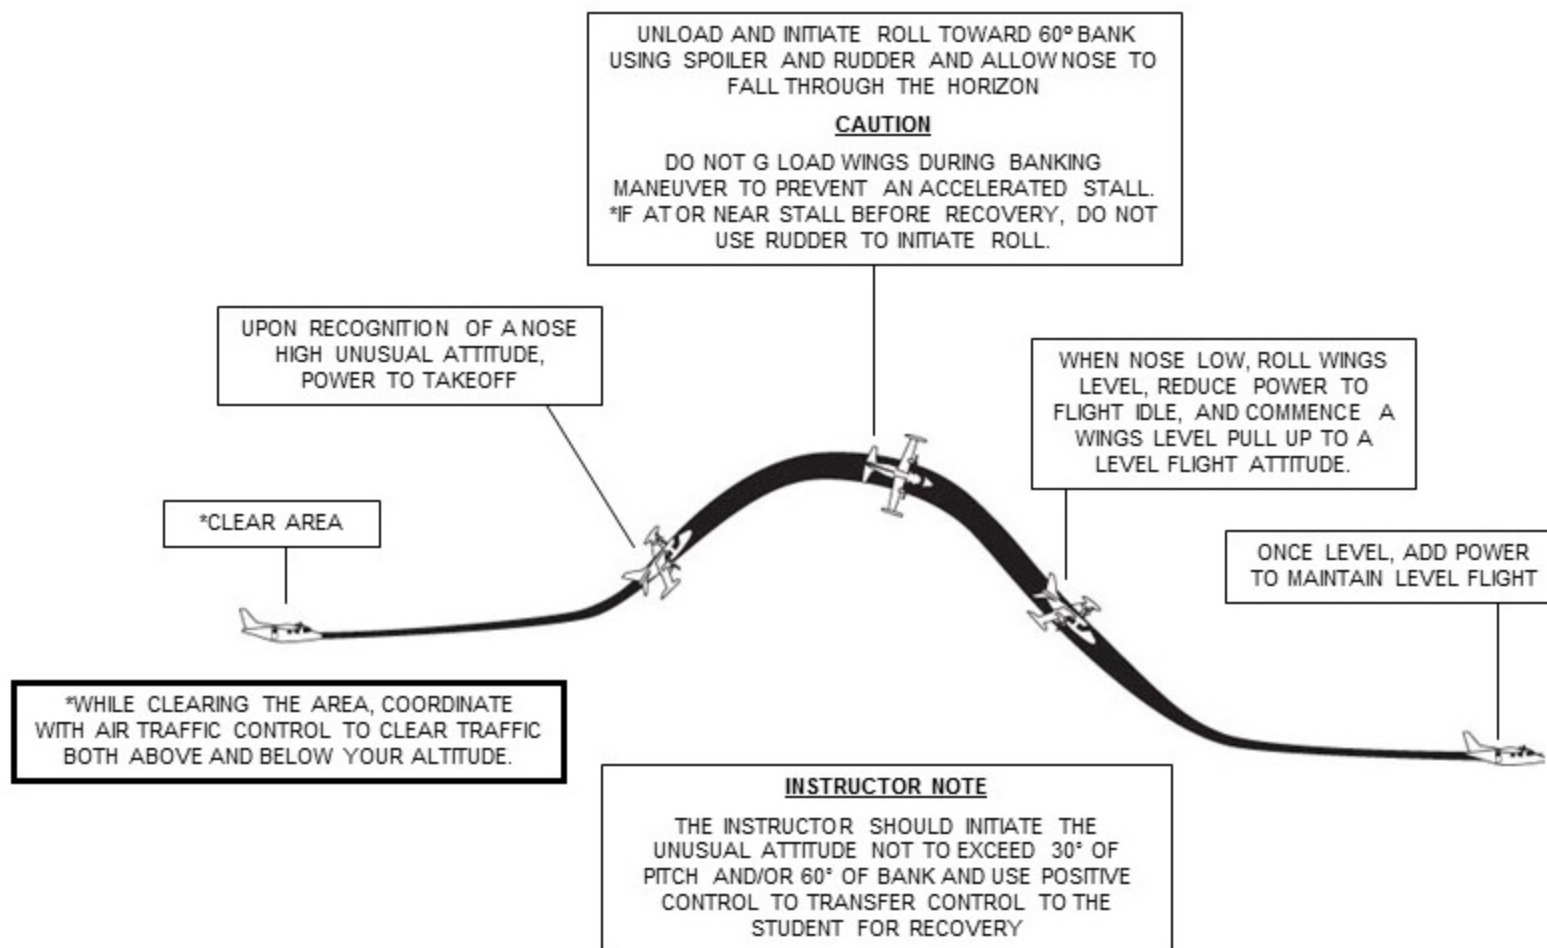 UNLOAD AND INITIATE ROLL TOWARD 60º BANK
USING SPOILER AND RUDDER AND ALLOW NOSE TO
FALL THROUGH THE HORIZON
CAUTION
DO NOT G LOAD WINGS DURING BANKING
MANEUVER TO PREVENT AN ACCELERATED STALL.
*IF AT OR NEAR STALL BEFORE RECOVERY, DO NOT
USE RUDDER TO INITIATE ROLL.
UPON RECOGNITION OF A NOSE
HIGH UNUSUAL ATTITUDE,
POWER TO TAKEOFF
WHEN NOSE LOW, ROLL WINGS
LEVEL, REDUCE POWER TO
FLIGHT IDLE, AND COMMENCE A
WINGS LEVEL PULL UP TO A
LEVEL FLIGHT ATTITUDE.
*CLEAR AREA
ONCE LEVEL, ADD POWER
TO MAINTAIN LEVEL FLIGHT
*WHILE CLEARING THE AREA, COORDINATE
WITH AIR TRAFFIC CONTROL TO CLEAR TRAFFIC
BOTH ABOVE AND BELOW YOUR ALTITUDE.
INSTRUCTOR NOTE
THE INSTRUCTOR SHOULD INITIATE THE
UNUSUAL ATTITUDE NOT TO EXCEED 30° OF
PITCH AND/OR 60° OF BANK AND USE POSITIVE
CONTROL TO TRANSFER CONTROL TO THE
STUDENT FOR RECOVERY